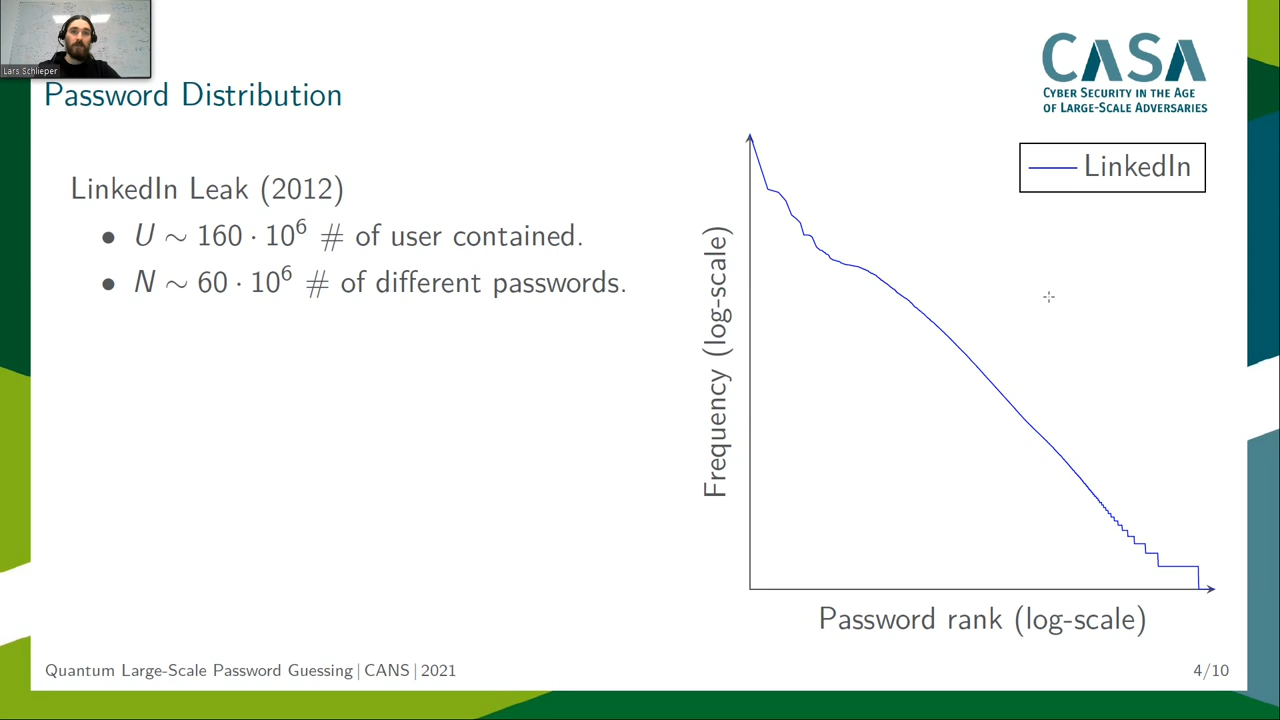 Lars Schlieper
Password Distribution
CASA
CYBER SECURITY IN THE AGE
OF LARGE-SCALE ADVERSARIES
LinkedIn Leak (2012)
• U ∼ 160 · 10⁶ # of user contained.
• N ∼ 60 · 10⁶ # of different passwords.
LinkedIn
Frequency (log-scale)
Password rank (log-scale)
Quantum Large-Scale Password Guessing | CANS | 2021
4/10